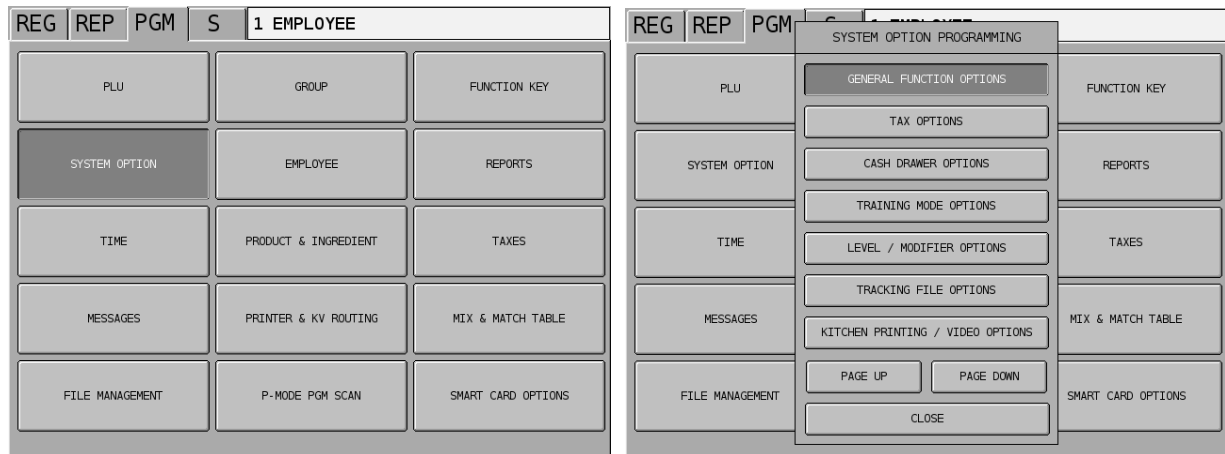 REG REP PGM S 1 EMPLOYEE
PLU GROUP FUNCTION KEY
SYSTEM OPTION EMPLOYEE REPORTS
TIME PRODUCT & INGREDIENT TAXES
MESSAGES PRINTER & KV ROUTING MIX & MATCH TABLE
FILE MANAGEMENT P-MODE PGM SCAN SMART CARD OPTIONS
REG REP PGM
SYSTEM OPTION PROGRAMMING
GENERAL FUNCTION OPTIONS
PLU FUNCTION KEY
TAX OPTIONS
SYSTEM OPTION CASH DRAWER OPTIONS REPORTS
TRAINING MODE OPTIONS
TIME LEVEL / MODIFIER OPTIONS TAXES
TRACKING FILE OPTIONS
MESSAGES MIX & MATCH TABLE
KITCHEN PRINTING / VIDEO OPTIONS
PAGE UP PAGE DOWN
FILE MANAGEMENT SMART CARD OPTIONS
CLOSE